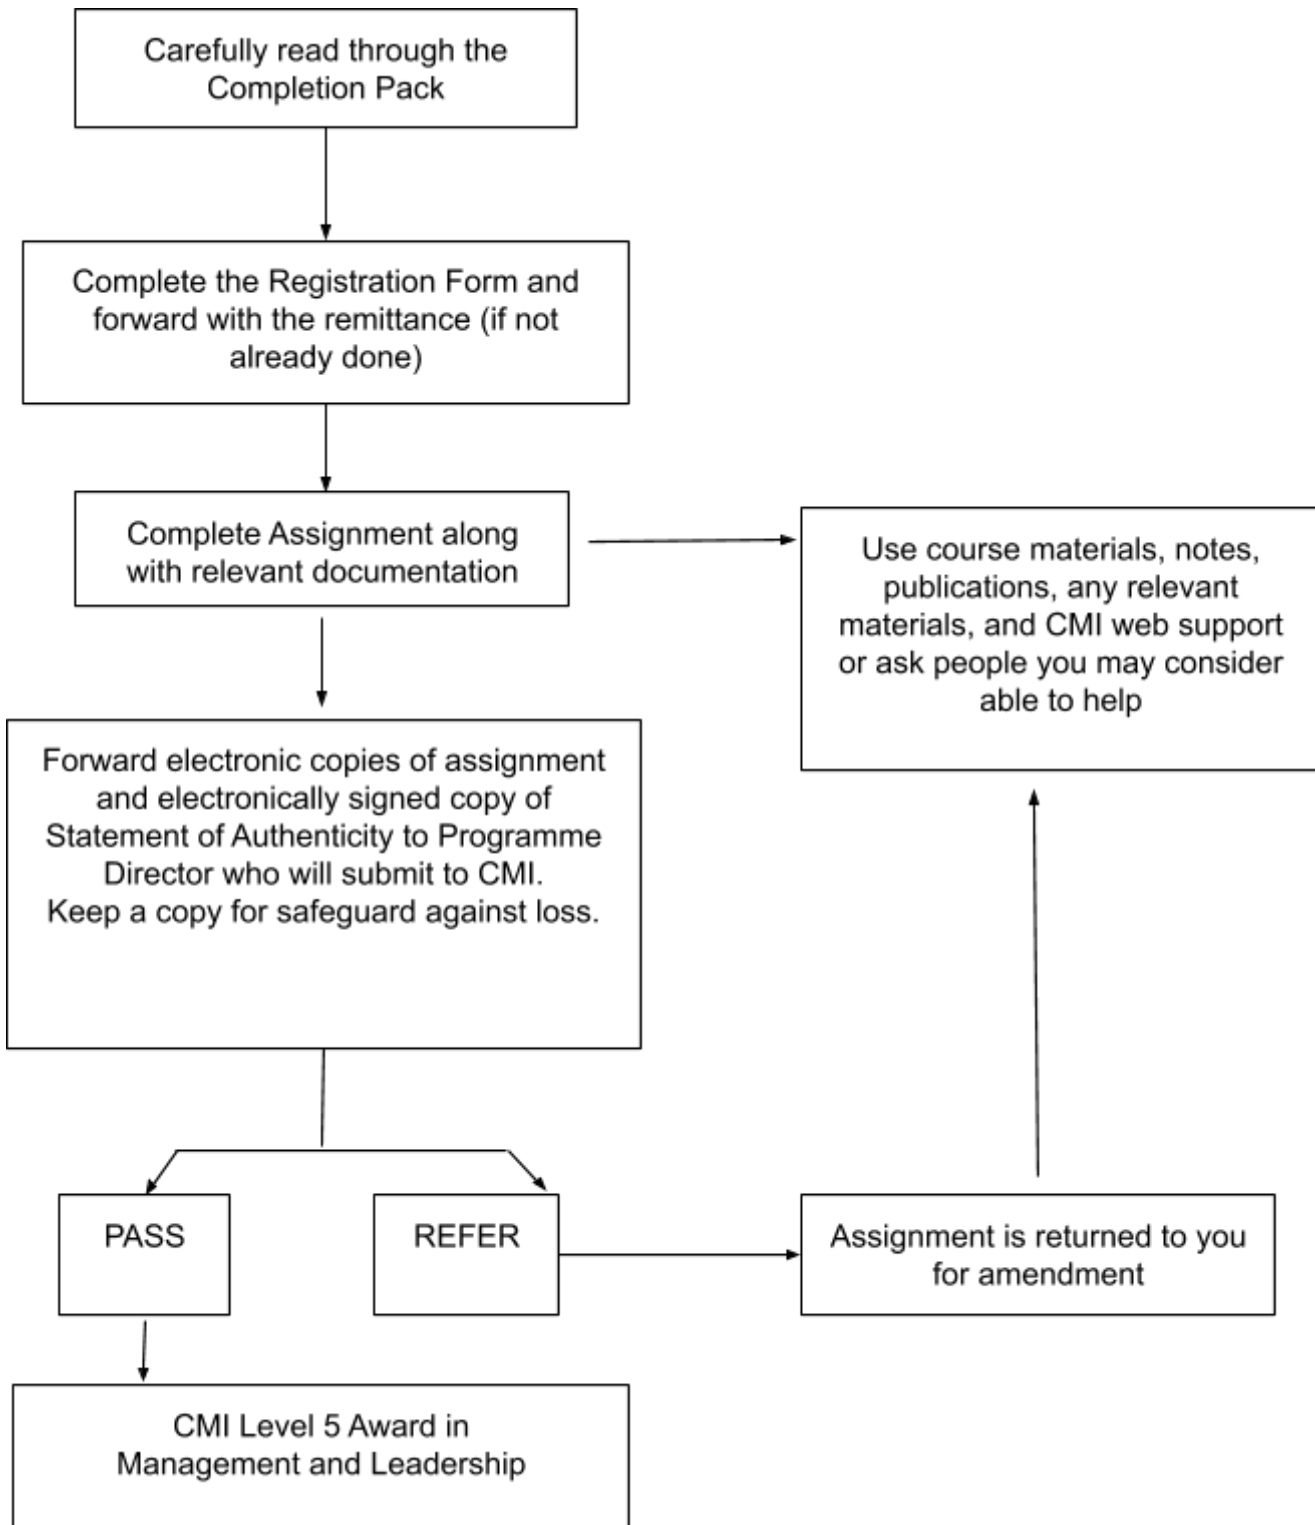 Carefully read through the
Completion Pack
Complete the Registration Form and
forward with the remittance (if not
already done)
Complete Assignment along
with relevant documentation
Use course materials, notes,
publications, any relevant
materials, and CMI web support
or ask people you may consider
able to help
Forward electronic copies of assignment
and electronically signed copy of
Statement of Authenticity to Programme
Director who will submit to CMI.
Keep a copy for safeguard against loss.
PASS
REFER
Assignment is returned to you
for amendment
CMI Level 5 Award in
Management and Leadership